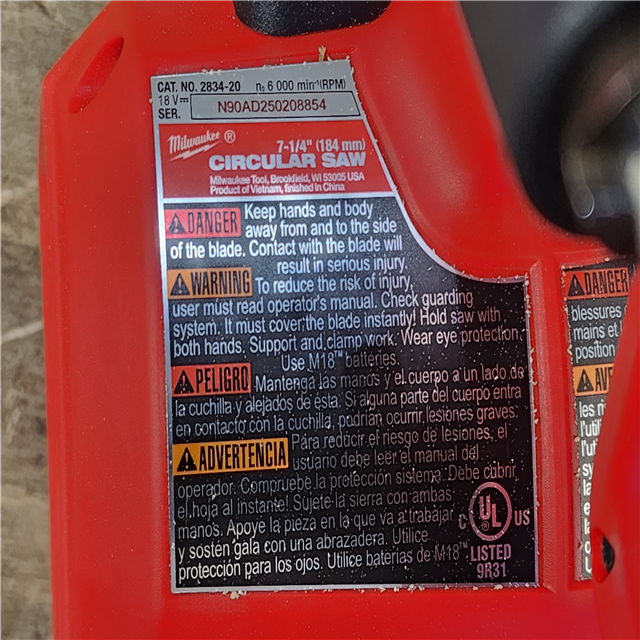 CAT. NO. 2834-20 n₀ 6 000 min⁻¹(RPM)
18 V⎓
SER. N90AD250208854
Milwaukee ®
7-1/4" (184 mm)
CIRCULAR SAW
Milwaukee Tool, Brookfield, WI 53005 USA
Product of Vietnam, finished in China
DANGER Keep hands and body
away from and to the side
of the blade. Contact with the blade will
result in serious injury.
WARNING To reduce the risk of injury,
user must read operator's manual. Check guarding
system. It must cover the blade instantly! Hold saw with
both hands. Support and clamp work. Wear eye protection.
Use M18™ batteries.
PELIGRO Mantenga las manos y el cuerpo a un lado de
la cuchilla y alejados de ésta. Si alguna parte del cuerpo entra
en contacto con la cuchilla, podrían ocurrir lesiones graves.
ADVERTENCIA Para reducir el riesgo de lesiones, el
usuario debe leer el manual del
operador. Compruebe la protección sistema. Debe cubrir
el hoja al instante! Sujete la sierra con ambas
manos. Apoye la pieza en la que va a trabajar
y sostén gala con una abrazadera. Utilice
protección para los ojos. Utilice baterías de M18™
C UL US
®
LISTED
9R31
DANGER
blessures
mains et
position
les
l'util